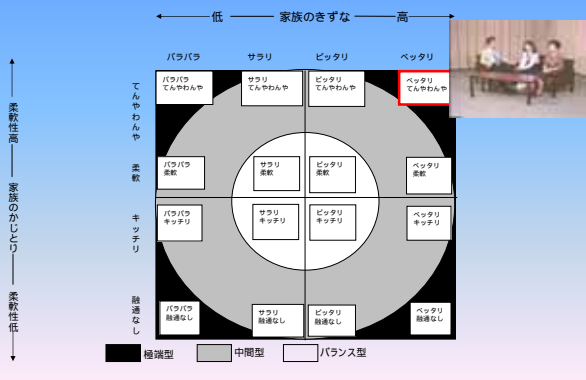 低 家族のきずな 高
バラバラ サラリ ピッタリ ベッタリ
柔軟性高 家族のかじとり 柔軟性低
てんやわんや
バラバラ
てんやわんや
サラリ
てんやわんや
ピッタリ
てんやわんや
ベッタリ
てんやわんや
柔軟
バラバラ
柔軟
サラリ
柔軟
ピッタリ
柔軟
ベッタリ
柔軟
キッチリ
バラバラ
キッチリ
サラリ
キッチリ
ピッタリ
キッチリ
ベッタリ
キッチリ
融通なし
バラバラ
融通なし
サラリ
融通なし
ピッタリ
融通なし
ベッタリ
融通なし
極端型 中間型 バランス型